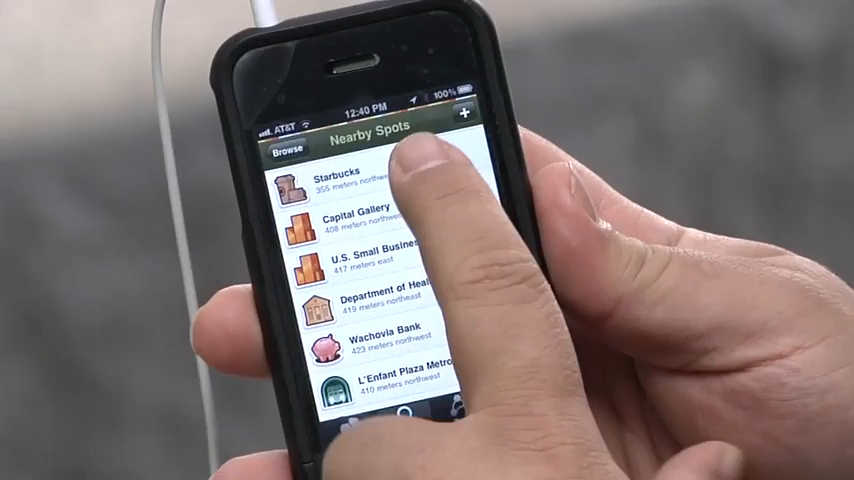 AT&T 12:40 PM 100%
Browse Nearby Spots +
Starbucks
355 meters northwest
Capital Gallery
408 meters northwest
U.S. Small Business
417 meters east
Department of Heal
419 meters northeast
Wachovia Bank
423 meters northwest
L'Enfant Plaza Metro
410 meters northwest